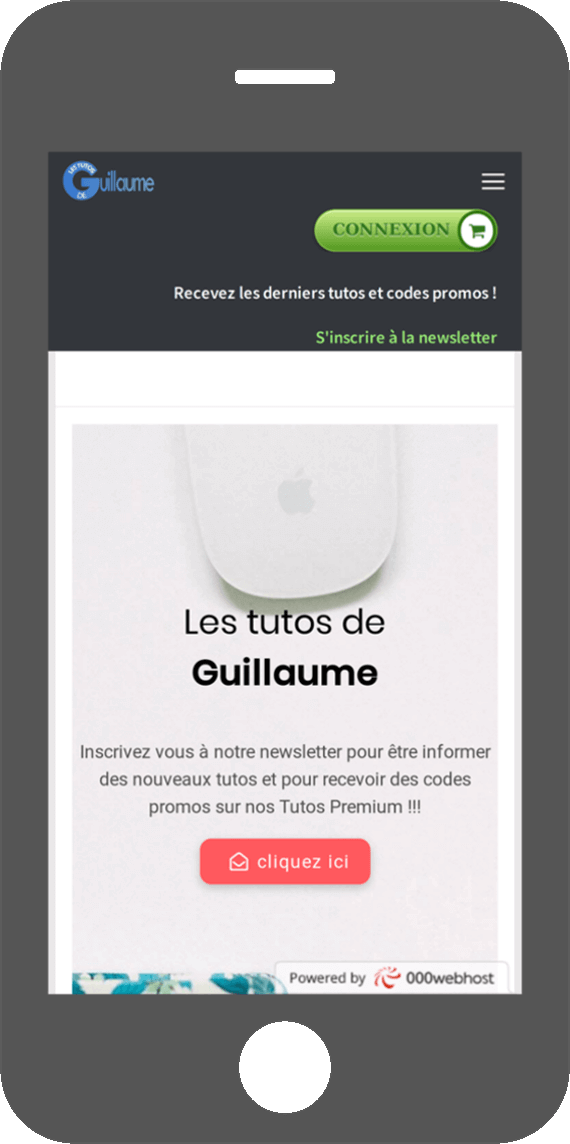 LES TUTOS
DE
Guillaume
CONNEXION
Recevez les derniers tutos et codes promos !
S'inscrire à la newsletter
Les tutos de
Guillaume
Inscrivez vous à notre newsletter pour être informer
des nouveaux tutos et pour recevoir des codes
promos sur nos Tutos Premium !!!
cliquez ici
Powered by 000webhost